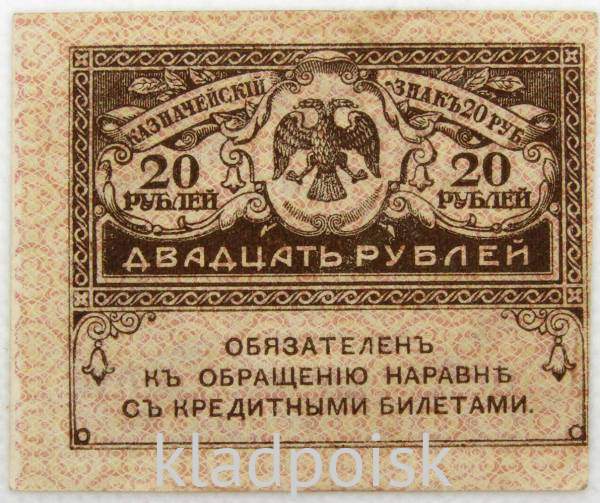 КАЗНАЧЕЙСКІЙ ЗНАКЪ 20 РУБ
20 РУБЛЕЙ 20 РУБЛЕЙ
ДВАДЦАТЬ РУБЛЕЙ
ОБЯЗАТЕЛЕНЪ
КЪ ОБРАЩЕНІЮ НАРАВНѢ
СЪ КРЕДИТНЫМИ БИЛЕТАМИ.
kladpoisk